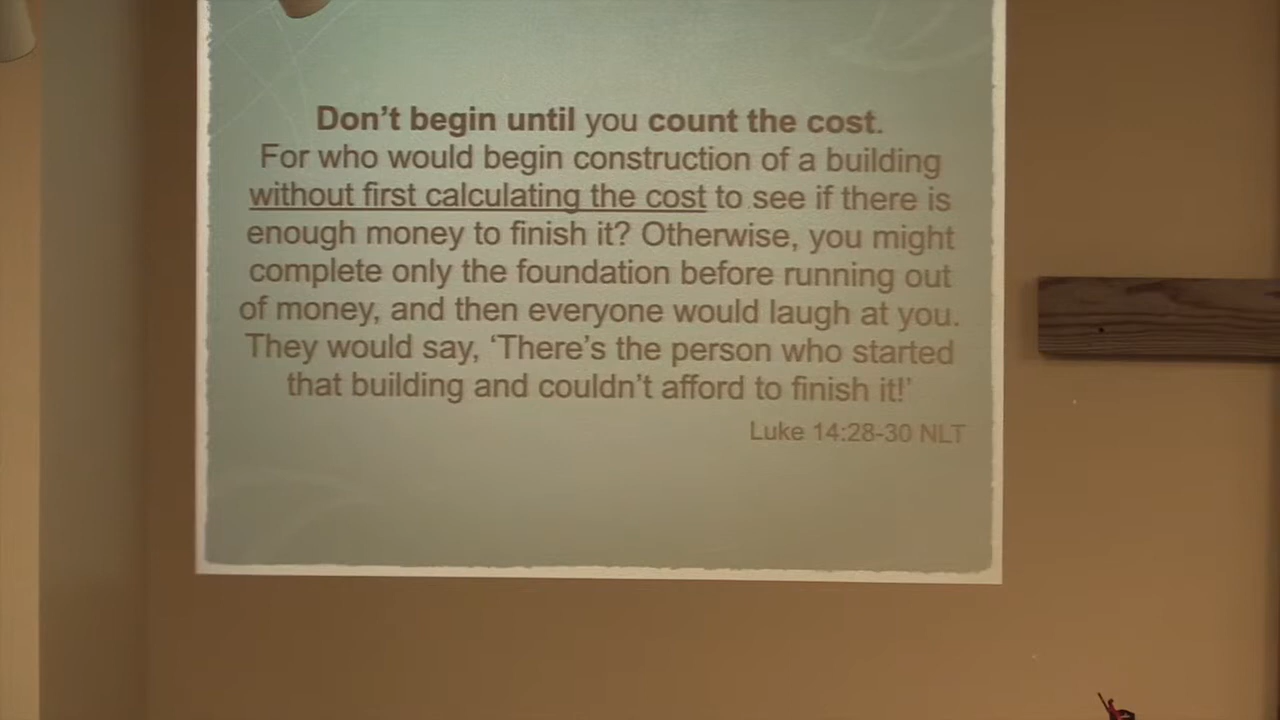 Don't begin until you count the cost.
For who would begin construction of a building
without first calculating the cost to see if there is
enough money to finish it? Otherwise, you might
complete only the foundation before running out
of money, and then everyone would laugh at you.
They would say, ‘There's the person who started
that building and couldn't afford to finish it!’
Luke 14:28-30 NLT